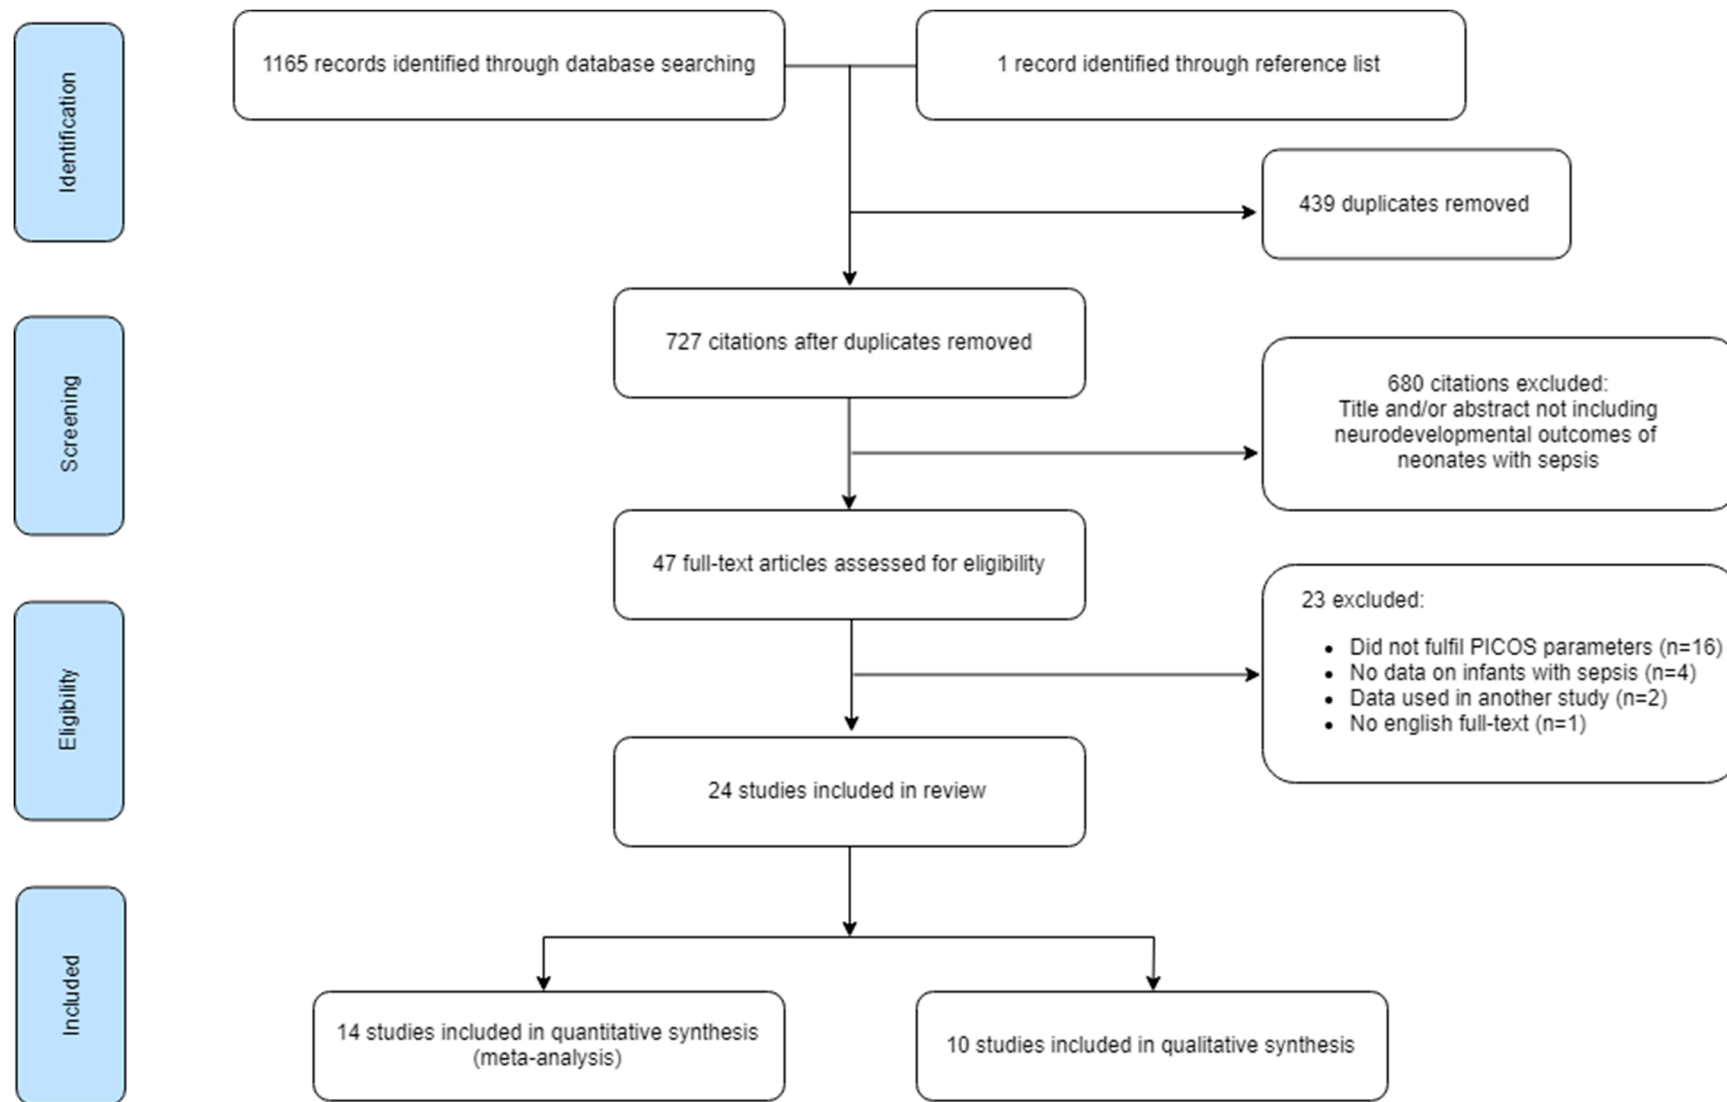 Identification
1165 records identified through database searching
1 record identified through reference list
439 duplicates removed
727 citations after duplicates removed
Screening
680 citations excluded:
Title and/or abstract not including
neurodevelopmental outcomes of
neonates with sepsis
47 full-text articles assessed for eligibility
Eligibility
23 excluded:
• Did not fulfil PICOS parameters (n=16)
• No data on infants with sepsis (n=4)
• Data used in another study (n=2)
• No english full-text (n=1)
24 studies included in review
Included
14 studies included in quantitative synthesis
(meta-analysis)
10 studies included in qualitative synthesis